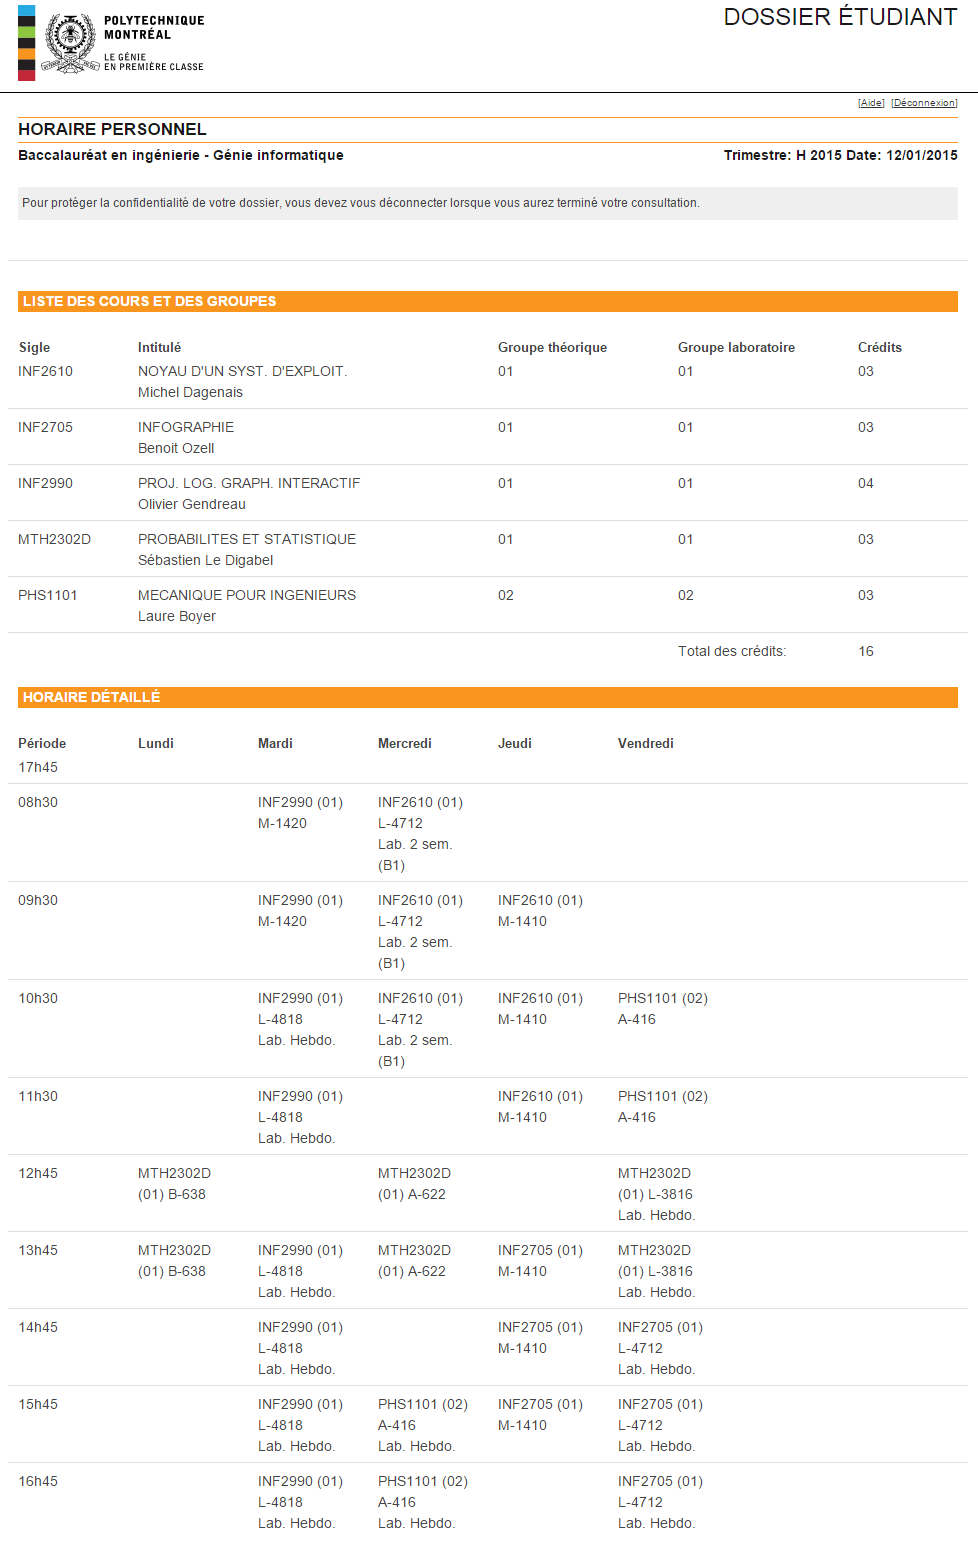 POLYTECHNIQUE
MONTRÉAL
LE GÉNIE
EN PREMIÈRE CLASSE
DOSSIER ÉTUDIANT
[Aide] [Déconnexion]
HORAIRE PERSONNEL
Baccalauréat en ingénierie - Génie informatique Trimestre: H 2015 Date: 12/01/2015
Pour protéger la confidentialité de votre dossier, vous devez vous déconnecter lorsque vous aurez terminé votre consultation.
LISTE DES COURS ET DES GROUPES
Sigle Intitulé Groupe théorique Groupe laboratoire Crédits
INF2610 NOYAU D'UN SYST. D'EXPLOIT. 01 01 03
Michel Dagenais
INF2705 INFOGRAPHIE 01 01 03
Benoit Ozell
INF2990 PROJ. LOG. GRAPH. INTERACTIF 01 01 04
Olivier Gendreau
MTH2302D PROBABILITES ET STATISTIQUE 01 01 03
Sébastien Le Digabel
PHS1101 MECANIQUE POUR INGENIEURS 02 02 03
Laure Boyer
Total des crédits: 16
HORAIRE DÉTAILLÉ
Période Lundi Mardi Mercredi Jeudi Vendredi
17h45
08h30 INF2990 (01) INF2610 (01)
M-1420 L-4712
Lab. 2 sem.
(B1)
09h30 INF2990 (01) INF2610 (01) INF2610 (01)
M-1420 L-4712 M-1410
Lab. 2 sem.
(B1)
10h30 INF2990 (01) INF2610 (01) INF2610 (01) PHS1101 (02)
L-4818 L-4712 M-1410 A-416
Lab. Hebdo. Lab. 2 sem.
(B1)
11h30 INF2990 (01) INF2610 (01) PHS1101 (02)
L-4818 M-1410 A-416
Lab. Hebdo.
12h45 MTH2302D MTH2302D MTH2302D
(01) B-638 (01) A-622 (01) L-3816
Lab. Hebdo.
13h45 MTH2302D INF2990 (01) MTH2302D INF2705 (01) MTH2302D
(01) B-638 L-4818 (01) A-622 M-1410 (01) L-3816
Lab. Hebdo. Lab. Hebdo.
14h45 INF2990 (01) INF2705 (01) INF2705 (01)
L-4818 M-1410 L-4712
Lab. Hebdo. Lab. Hebdo.
15h45 INF2990 (01) PHS1101 (02) INF2705 (01) INF2705 (01)
L-4818 A-416 M-1410 L-4712
Lab. Hebdo. Lab. Hebdo. Lab. Hebdo.
16h45 INF2990 (01) PHS1101 (02) INF2705 (01)
L-4818 A-416 L-4712
Lab. Hebdo. Lab. Hebdo. Lab. Hebdo.